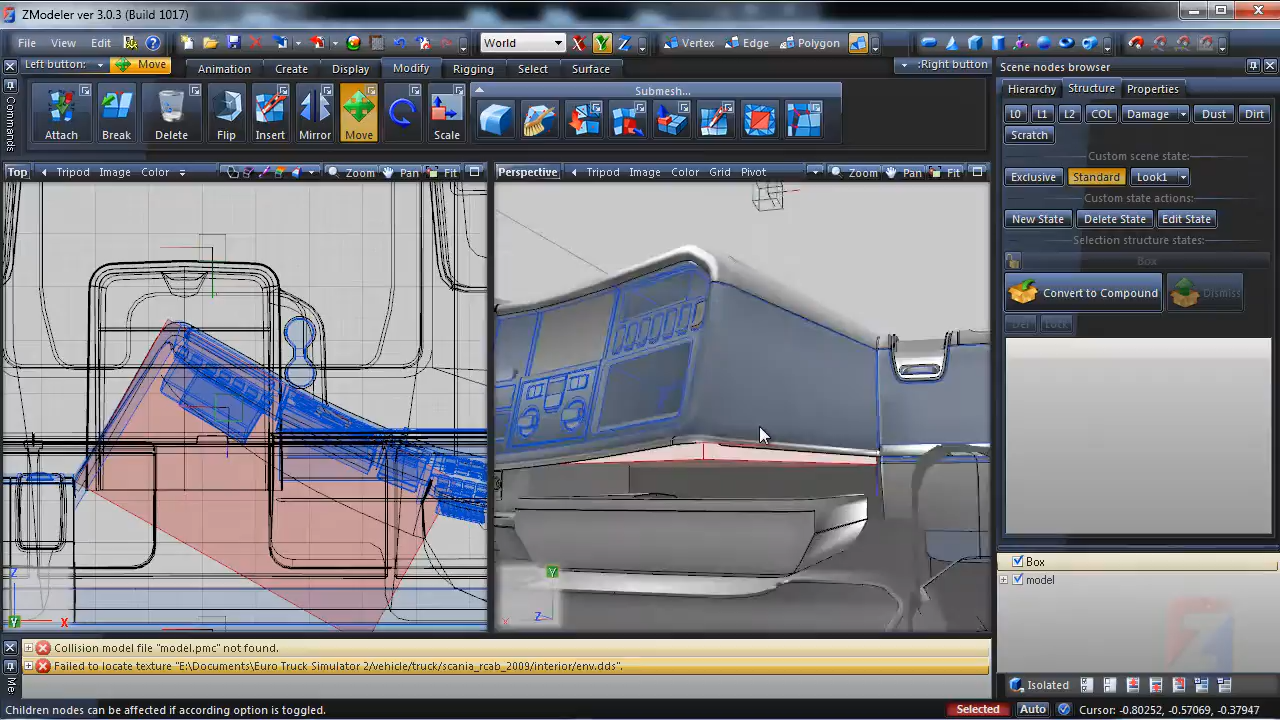 ZModeler ver 3.0.3 (Build 1017)
File View Edit World X Y Z Vertex Edge Polygon
Left button: Move Animation Create Display Modify Rigging Select Surface :Right button
Submesh...
Attach Break Delete Flip Insert Mirror Move Scale
Commands
Top Tripod Image Color Zoom Pan Fit
Perspective Tripod Image Color Grid Pivot Zoom Pan Fit
Scene nodes browser
Hierarchy Structure Properties
L0 L1 L2 COL Damage Dust Dirt
Scratch
Custom scene state:
Exclusive Standard Look1
Custom state actions:
New State Delete State Edit State
Selection structure states:
Box
Convert to Compound Dismiss
Del Lock
Box
model
Isolated
Z Y X
Y Z X
Collision model file "model.pmc" not found.
Failed to locate texture "E:\Documents\Euro Truck Simulator 2/vehicle/truck/scania_rcab_2009/interior/env.dds".
Me
Children nodes can be affected if according option is toggled. Selected Auto Cursor: -0.80252, -0.57069, -0.37947